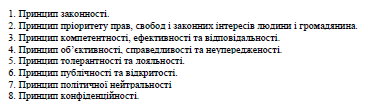 1. Принцип законності.
2. Принцип пріоритету прав, свобод і законних інтересів людини і громадянина.
3. Принцип компетентності, ефективності та відповідальності.
4. Принцип об’єктивності, справедливості та неупередженості.
5. Принцип толерантності та лояльності.
6. Принцип публічності та відкритості.
7. Принцип політичної нейтральності
8. Принцип конфіденційності.